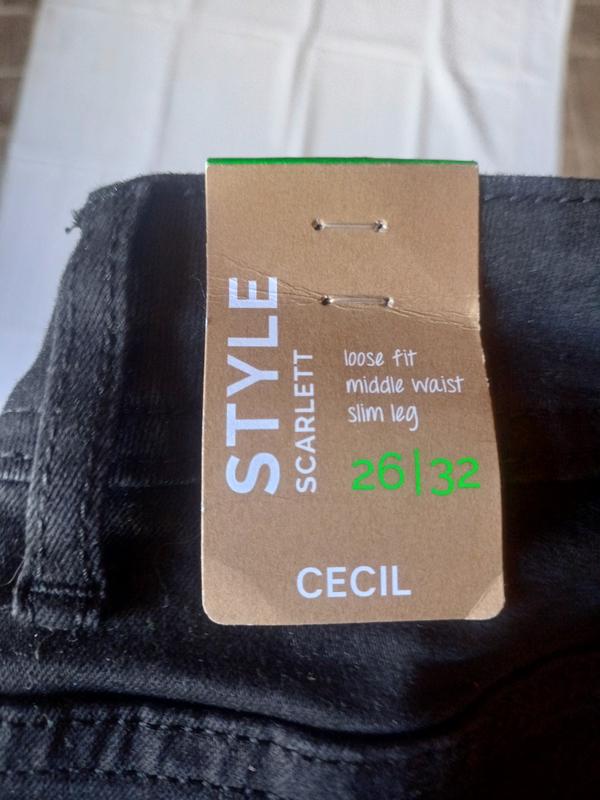 STYLE
SCARLETT
loose fit
middle waist
slim leg
26|32
CECIL